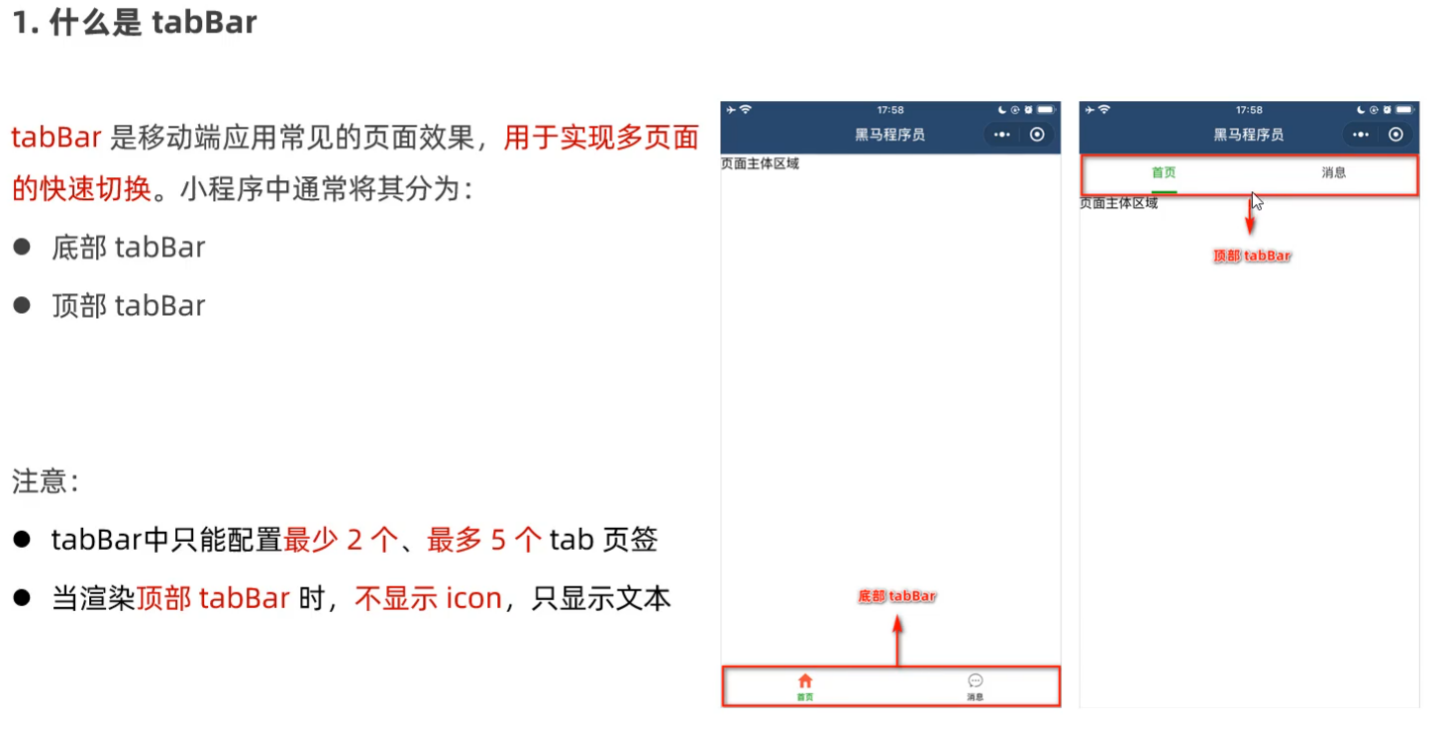 1. 什么是 tabBar
tabBar 是移动端应用常见的页面效果，用于实现多页面
的快速切换。小程序中通常将其分为：
● 底部 tabBar
● 顶部 tabBar
注意：
● tabBar中只能配置最少 2 个、最多 5 个 tab 页签
● 当渲染顶部 tabBar 时，不显示 icon，只显示文本
17:58
黑马程序员
页面主体区域
底部 tabBar
首页
消息
17:58
黑马程序员
首页
消息
页面主体区域
顶部 tabBar